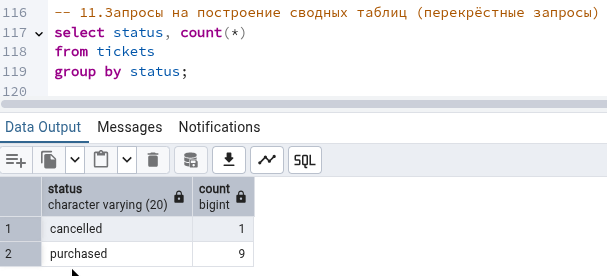 116 -- 11.Запросы на построение сводных таблиц (перекрёстные запросы)
117 select status, count(*)
118 from tickets
119 group by status;
120
Data Output Messages Notifications
SQL
status count
character varying (20) bigint
1 cancelled 1
2 purchased 9